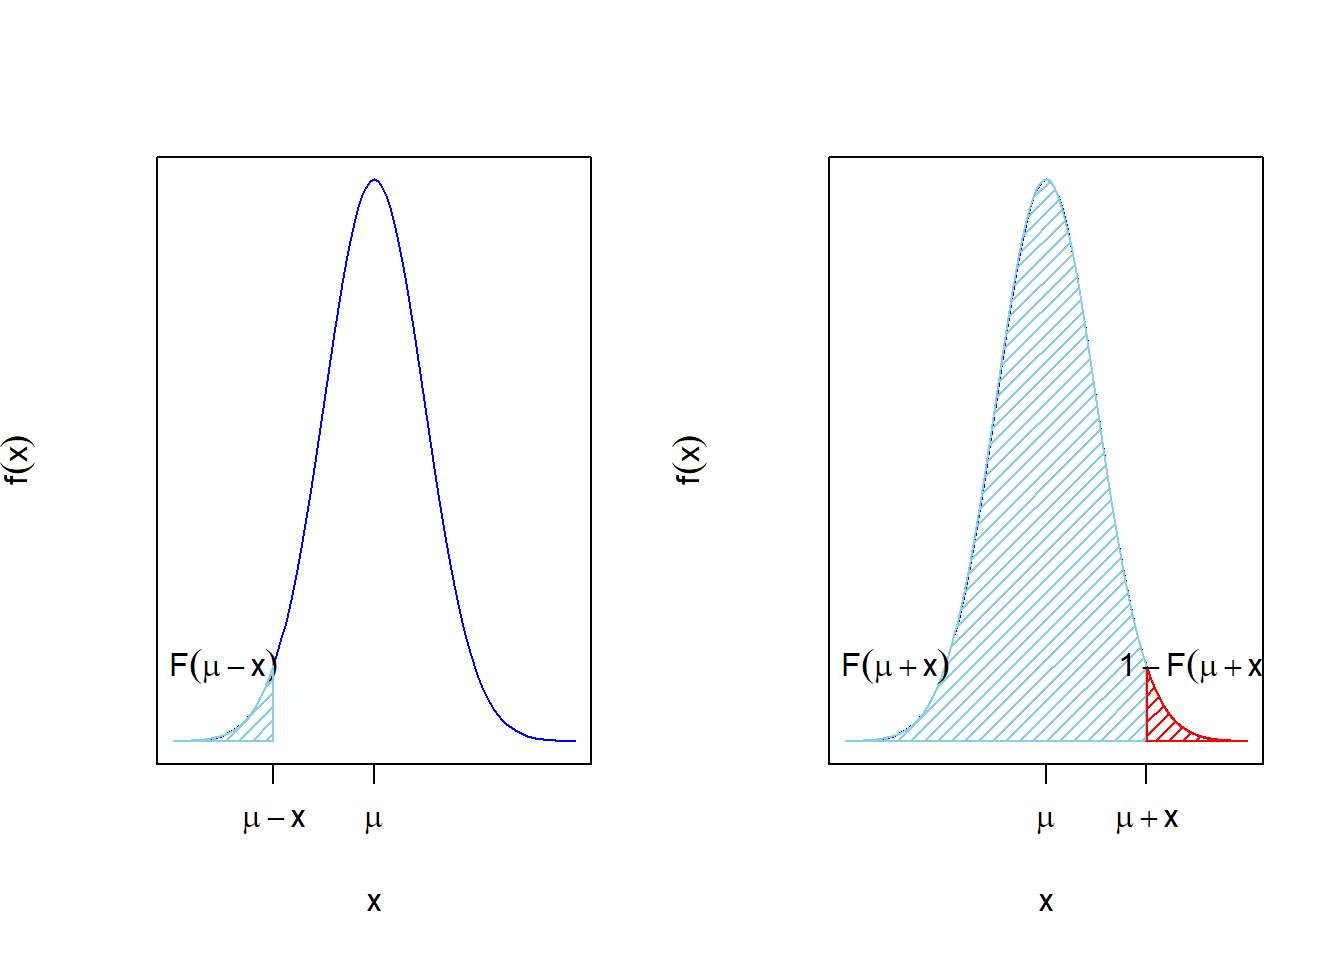 f(x)
F(μ − x)
μ − x
μ
x
f(x)
F(μ + x)
1 − F(μ + x
μ
μ + x
x